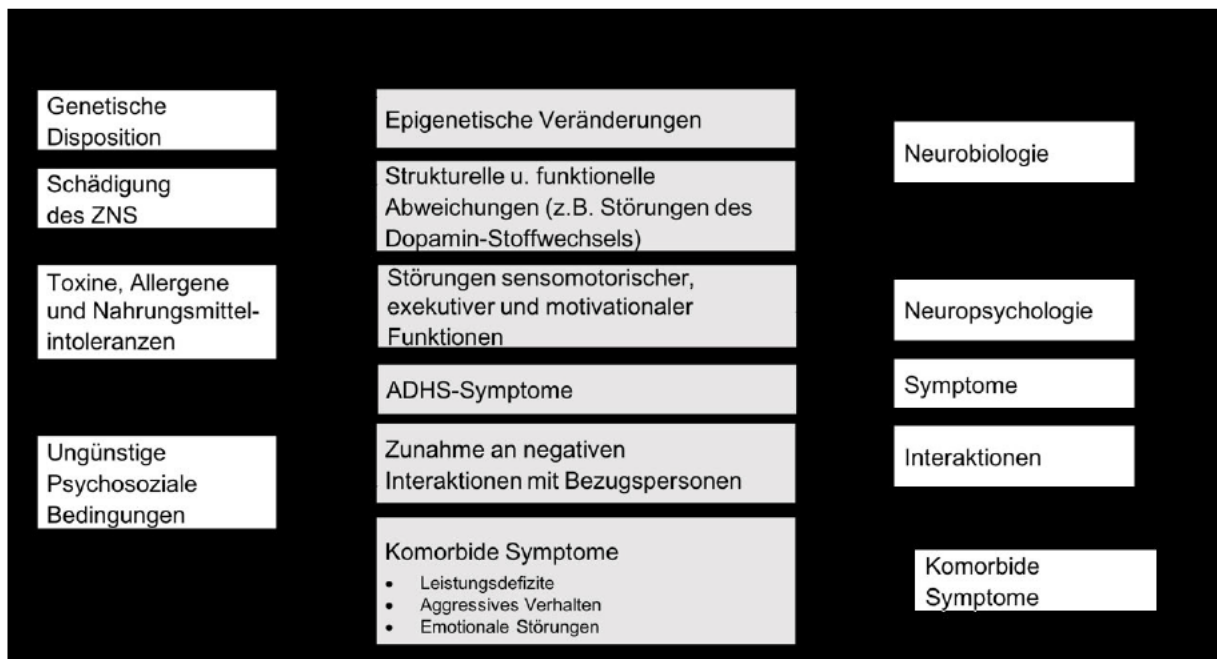 Genetische
Disposition
Schädigung
des ZNS
Toxine, Allergene
und Nahrungsmittel-
intoleranzen
Ungünstige
Psychosoziale
Bedingungen
Epigenetische Veränderungen
Strukturelle u. funktionelle
Abweichungen (z.B. Störungen des
Dopamin-Stoffwechsels)
Störungen sensomotorischer,
exekutiver und motivationaler
Funktionen
ADHS-Symptome
Zunahme an negativen
Interaktionen mit Bezugspersonen
Komorbide Symptome
• Leistungsdefizite
• Aggressives Verhalten
• Emotionale Störungen
Neurobiologie
Neuropsychologie
Symptome
Interaktionen
Komorbide
Symptome